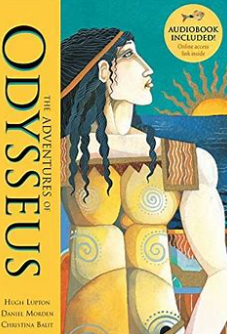 AUDIOBOOK
INCLUDED!
Online access
link inside
THE ADVENTURES OF
ODYSSEUS
HUGH LUPTON
DANIEL MORDEN
CHRISTINA BALIT